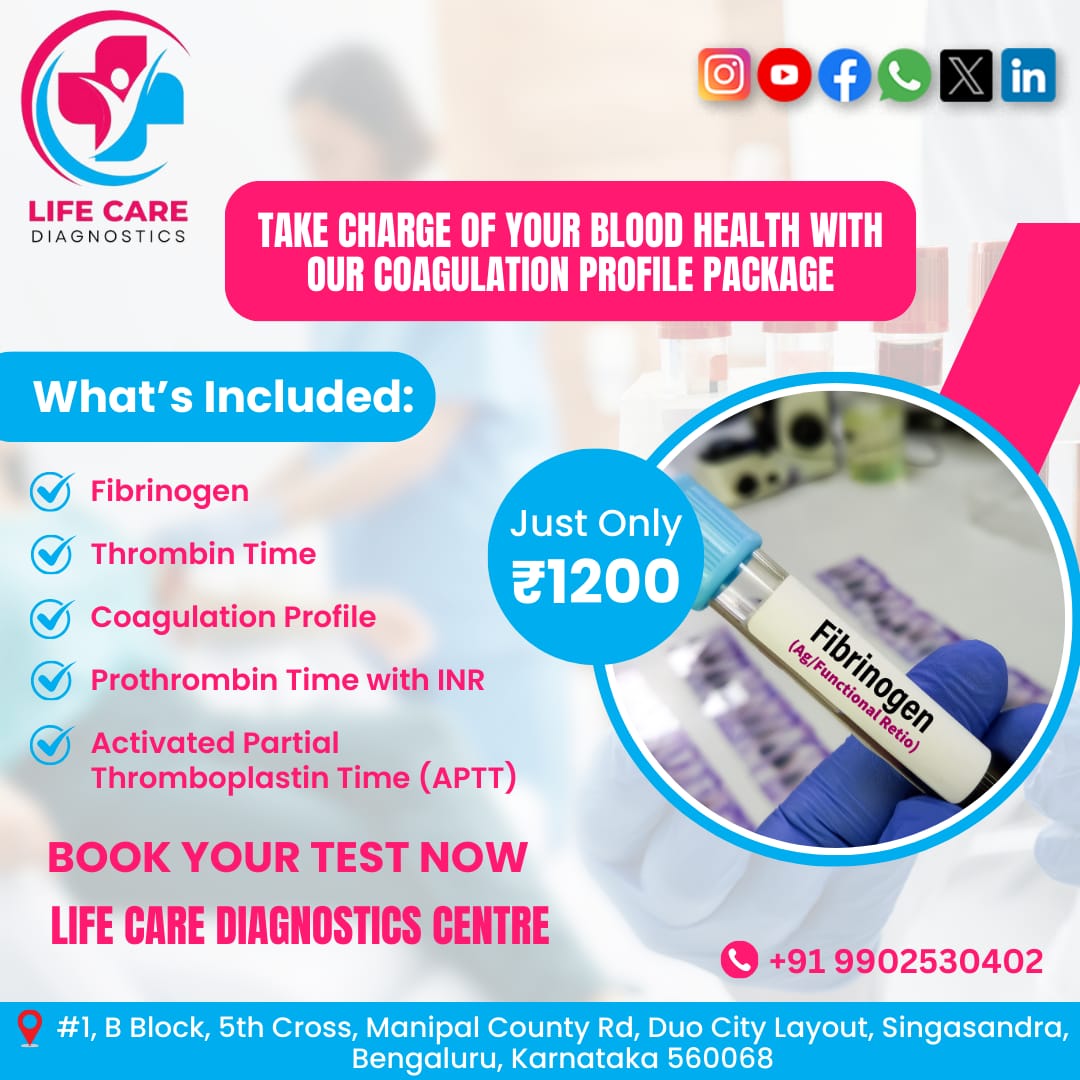 LIFE CARE
DIAGNOSTICS
TAKE CHARGE OF YOUR BLOOD HEALTH WITH
OUR COAGULATION PROFILE PACKAGE
What's Included:
Fibrinogen
Thrombin Time
Coagulation Profile
Prothrombin Time with INR
Activated Partial
Thromboplastin Time (APTT)
Just Only
₹1200
Fibrinogen
(Ag/Functional Retio)
BOOK YOUR TEST NOW
LIFE CARE DIAGNOSTICS CENTRE
+91 9902530402
#1, B Block, 5th Cross, Manipal County Rd, Duo City Layout, Singasandra,
Bengaluru, Karnataka 560068